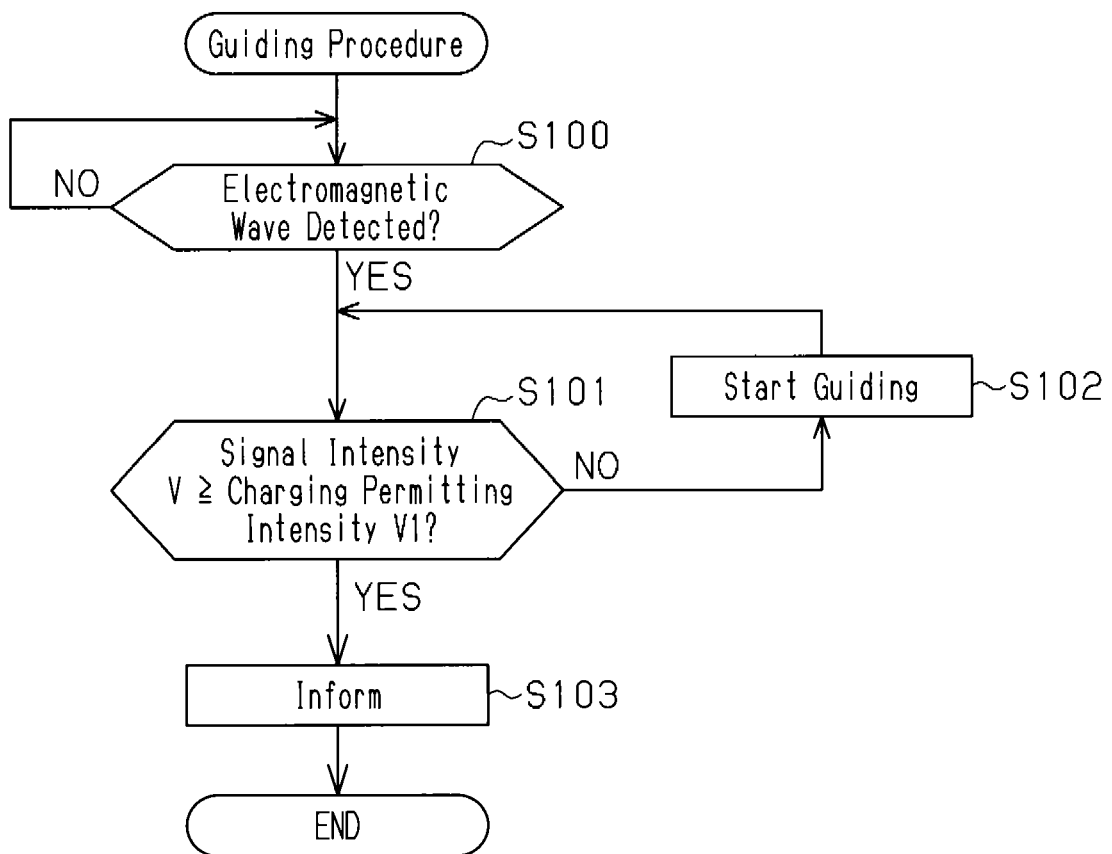 Guiding Procedure
S100
NO
Electromagnetic
Wave Detected?
YES
Start Guiding
S102
S101
Signal Intensity
V ≧ Charging Permitting
Intensity V1?
NO
YES
Inform
S103
END